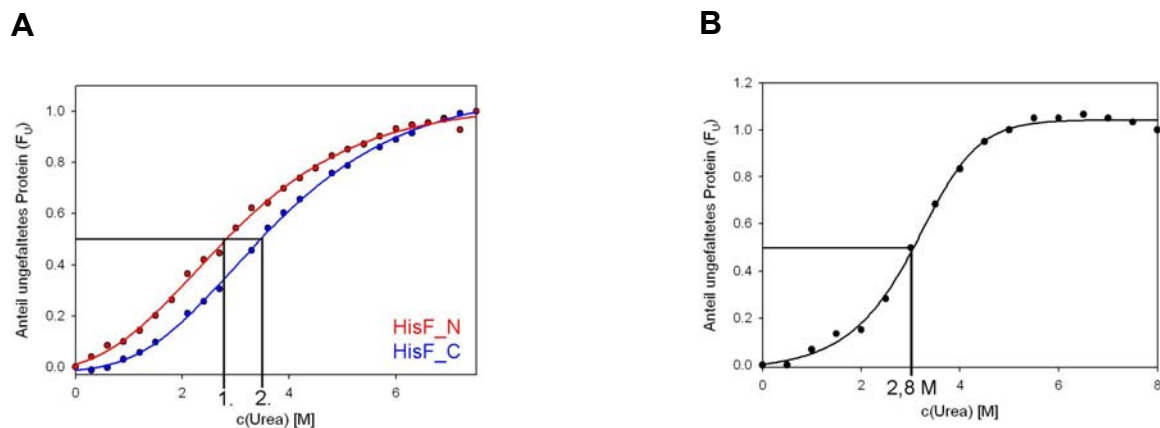 A
Anteil ungefaltetes Protein (FU)
1.0
0.8
0.6
0.4
0.2
0.0
HisF_N
HisF_C
0 2 4 6
1. 2.
c(Urea) [M]
B
Anteil ungefaltetes Protein (FU)
1.2
1.0
0.8
0.6
0.4
0.2
0.0
0 2 4 6 8
2,8 M
c(Urea) [M]